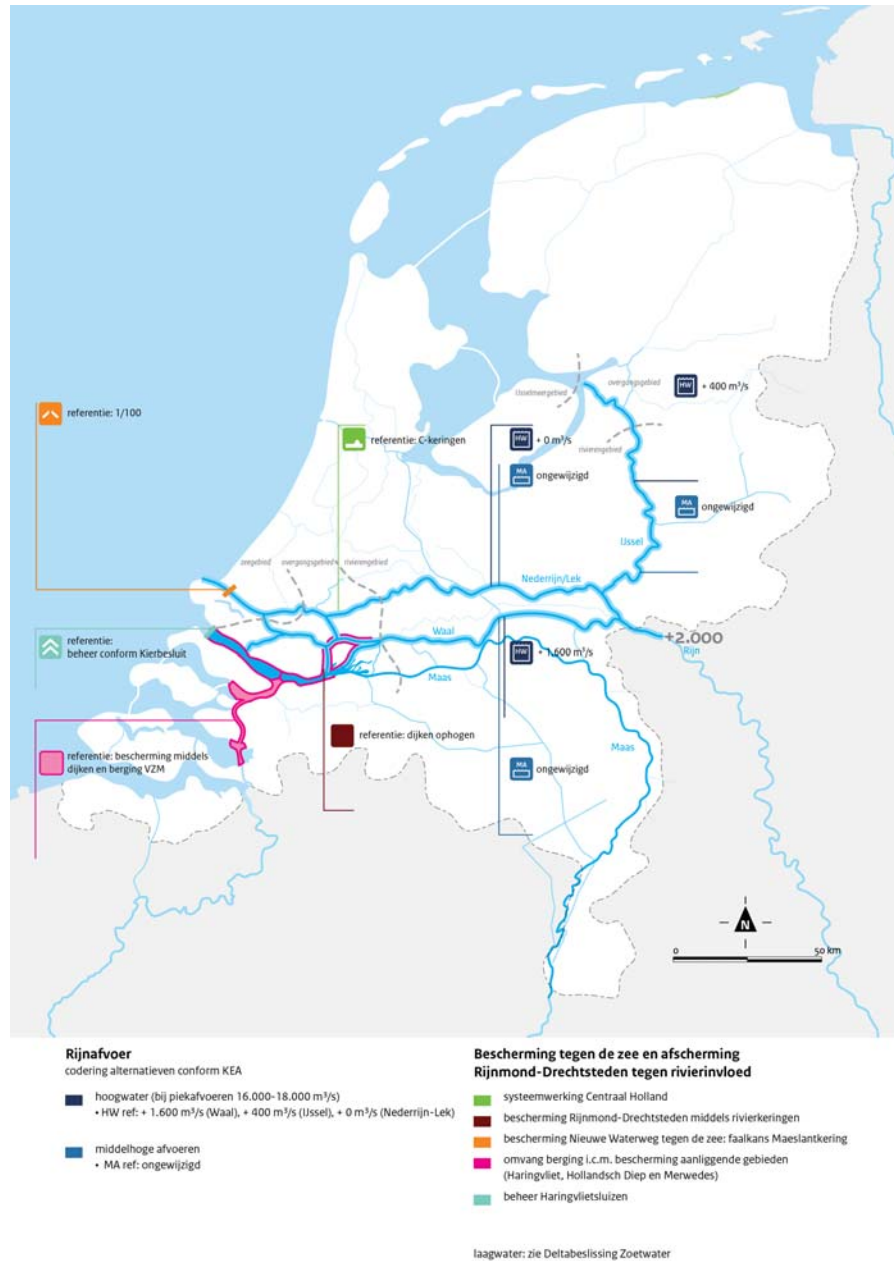 HW
+ 400 m³/s
IJsselmeergebied
overgangsgebied
referentie: 1/100
referentie: C-keringen
HW
+ 0 m³/s
rivierengebied
MA
ongewijzigd
MA
ongewijzigd
IJssel
zeegebied
overgangsgebied
rivierengebied
Nederrijn/Lek
Waal
+2.000
Rijn
referentie:
beheer conform Kierbesluit
HW
+ 1.600 m³/s
Maas
referentie: dijken ophogen
Maas
referentie: bescherming middels
dijken en berging VZM
MA
ongewijzigd
N
0
50 km
Rijnafvoer
codering alternatieven conform KEA
hoogwater (bij piekafvoeren 16.000-18.000 m³/s)
• HW ref: + 1.600 m³/s (Waal), + 400 m³/s (IJssel), + 0 m³/s (Nederrijn-Lek)
middelhoge afvoeren
• MA ref: ongewijzigd
Bescherming tegen de zee en afscherming
Rijnmond-Drechtsteden tegen rivierinvloed
systeemwerking Centraal Holland
bescherming Rijnmond-Drechtsteden middels rivierkeringen
bescherming Nieuwe Waterweg tegen de zee: faalkans Maeslantkering
omvang berging i.c.m. bescherming aanliggende gebieden
(Haringvliet, Hollandsch Diep en Merwedes)
beheer Haringvlietsluizen
laagwater: zie Deltabeslissing Zoetwater